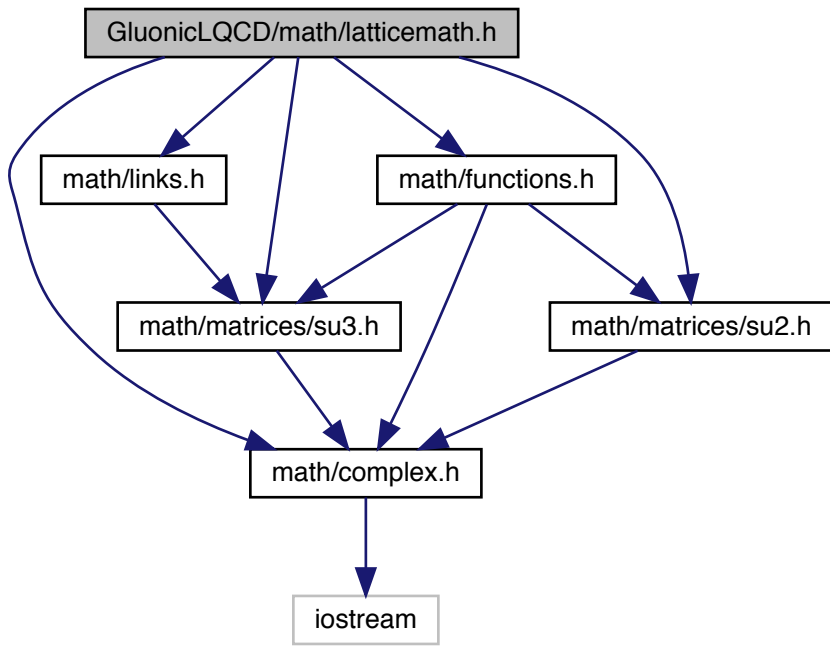 GluonicLQCD/math/latticemath.h
math/links.h
math/functions.h
math/matrices/su3.h
math/matrices/su2.h
math/complex.h
iostream